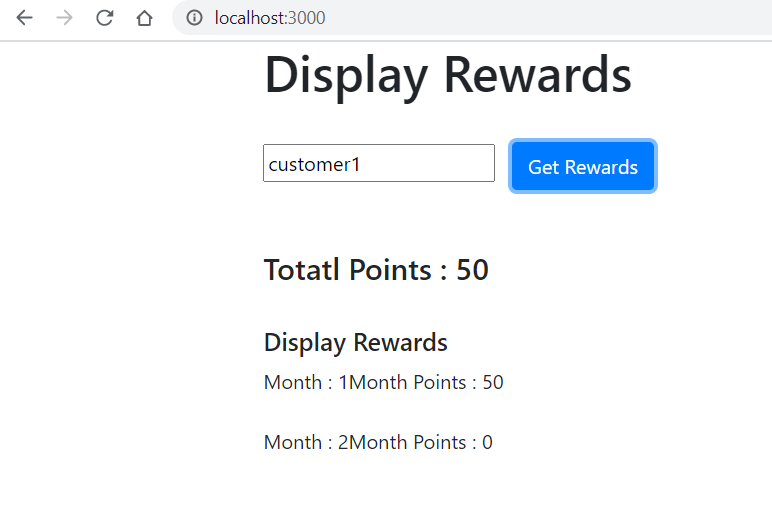 localhost:3000
Display Rewards
customer1 Get Rewards
Totatl Points : 50
Display Rewards
Month : 1Month Points : 50
Month : 2Month Points : 0